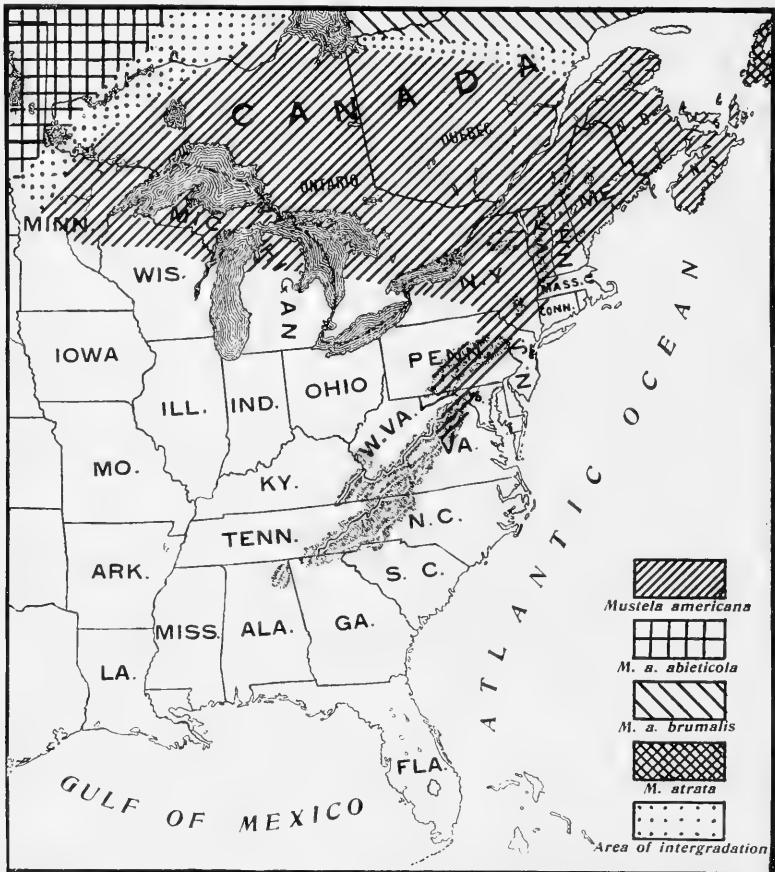 CANADA
QUEBEC
ONTARIO
N.B.
N.S.
ME.
MINN.
MICHIGAN
WIS.
N.Y.
MASS.
CONN.
PENN.
N.J.
IOWA
ILL.
IND.
OHIO
W.VA.
VA.
MO.
KY.
TENN.
N.C.
ARK.
S. C.
MISS.
ALA.
GA.
LA.
FLA.
ATLANTIC OCEAN
GULF OF MEXICO
Mustela americana
M. a. abieticola
M. a. brumalis
M. atrata
Area of intergradation